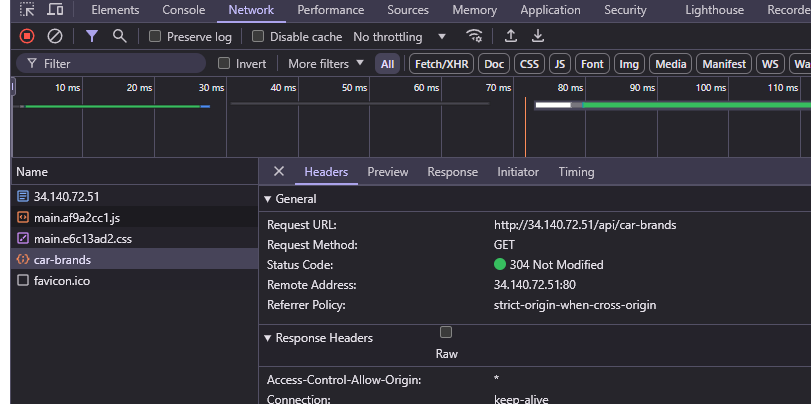 Elements Console Network Performance Sources Memory Application Security Lighthouse Recorde
Preserve log Disable cache No throttling
Filter Invert More filters All Fetch/XHR Doc CSS JS Font Img Media Manifest WS Wa
10 ms 20 ms 30 ms 40 ms 50 ms 60 ms 70 ms 80 ms 90 ms 100 ms 110 ms
Name Headers Preview Response Initiator Timing
34.140.72.51
main.af9a2cc1.js
main.e6c13ad2.css
car-brands
favicon.ico
General
Request URL: http://34.140.72.51/api/car-brands
Request Method: GET
Status Code: 304 Not Modified
Remote Address: 34.140.72.51:80
Referrer Policy: strict-origin-when-cross-origin
Response Headers
Raw
Access-Control-Allow-Origin: *
Connection: keep-alive